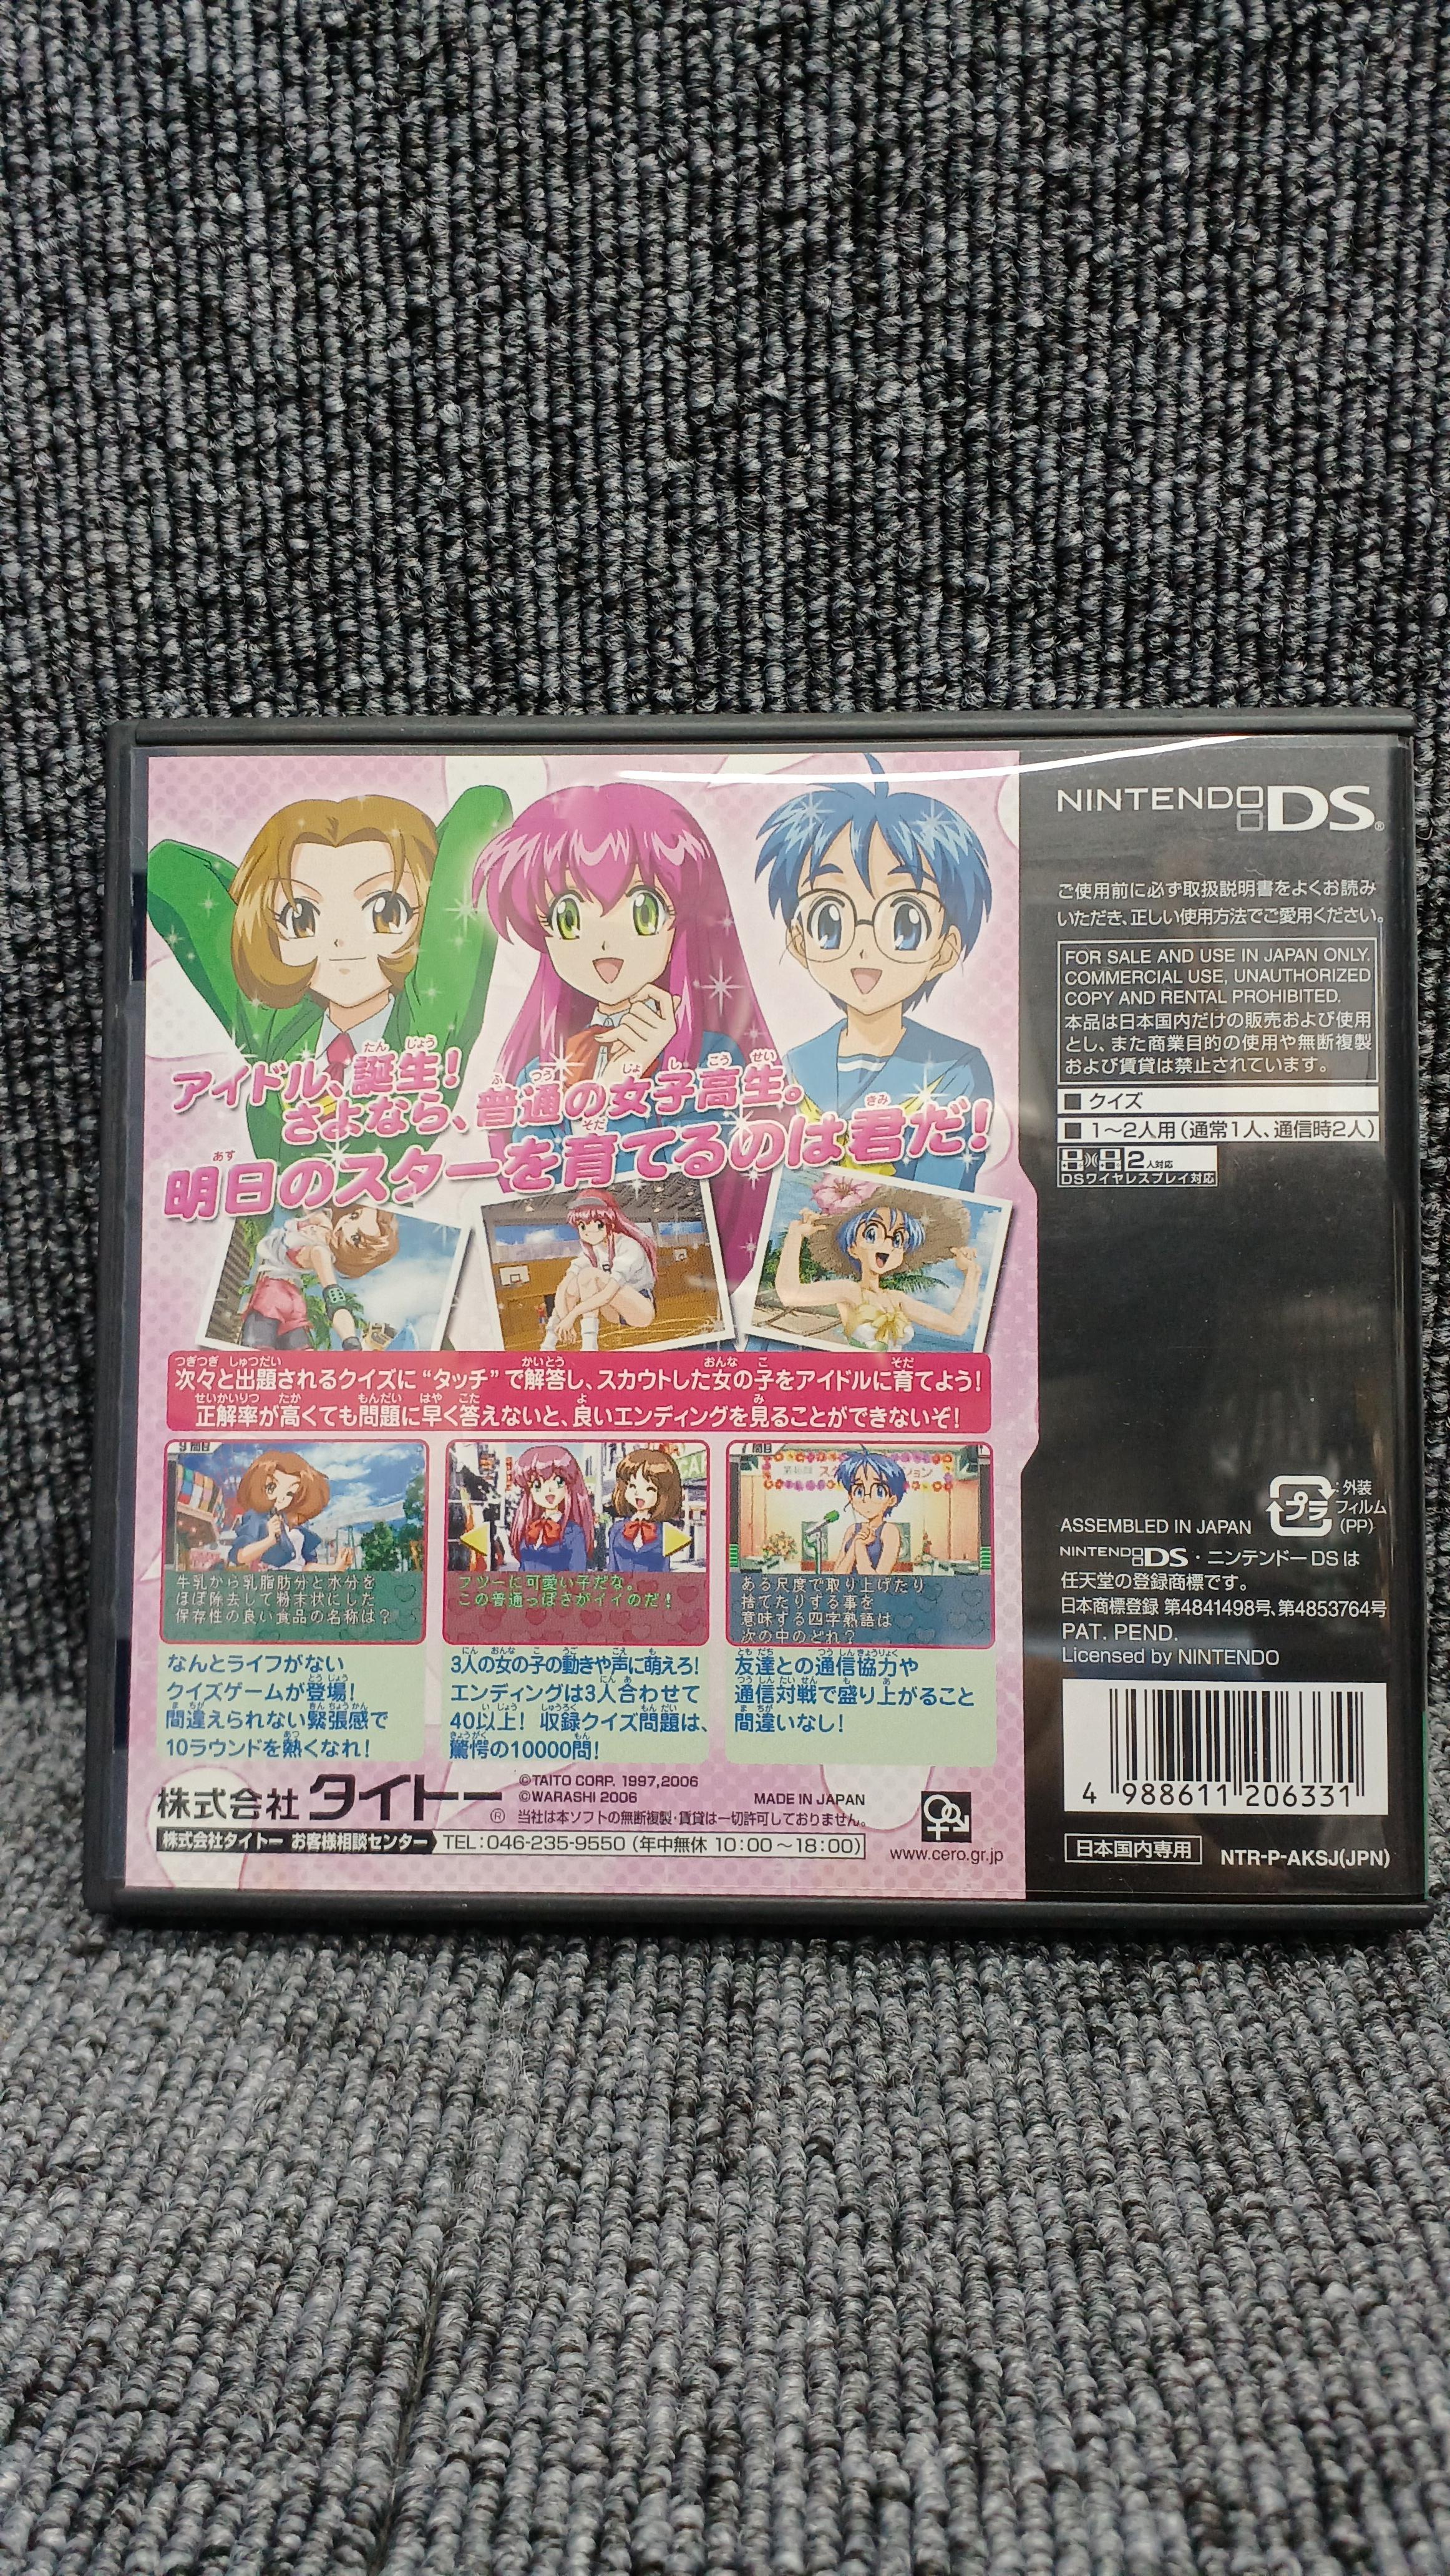 アイドル、誕生！
さよなら、普通の女子高生。
明日のスターを育てるのは君だ！
次々と出題されるクイズに“タッチ”で解答し、スカウトした女の子をアイドルに育てよう！
正解率が高くても問題に早く答えないと、良いエンディングを見ることができないぞ！
牛乳から乳脂肪分と水分を
ほぼ除去して粉末状にした
保存性の良い食品の名称は？
なんとライフがない
クイズゲームが登場！
間違えられない緊張感で
10ラウンドを熱くなれ！
フツーに可愛い子だな。
この普通っぽさがイイのだ！
3人の女の子の動きや声に萌えろ！
エンディングは3人合わせて
40以上！ 収録クイズ問題は、
驚愕の10000問！
7問目
ある尺度で取り上げたり
捨てたりする事を
意味する四字熟語は
次の中のどれ？
友達との通信協力や
通信対戦で盛り上がること
間違いなし！
株式会社タイトー®
©TAITO CORP. 1997,2006
©WARASHI 2006
MADE IN JAPAN
当社は本ソフトの無断複製・賃貸は一切許可しておりません。
株式会社タイトー お客様相談センター TEL：046-235-9550（年中無休 10：00～18：00）
www.cero.gr.jp
NINTENDO DS®
ご使用前に必ず取扱説明書をよくお読み
いただき、正しい使用方法でご愛用ください。
FOR SALE AND USE IN JAPAN ONLY.
COMMERCIAL USE, UNAUTHORIZED
COPY AND RENTAL PROHIBITED.
本品は日本国内だけの販売および使用
とし、また商業目的の使用や無断複製
および賃貸は禁止されています。
■ クイズ
■ 1～2人用（通常1人、通信時2人）
2人対応
DSワイヤレスプレイ対応
プラ
：外装
フィルム
(PP)
ASSEMBLED IN JAPAN
NINTENDO DS・ニンテンドーDSは
任天堂の登録商標です。
日本商標登録 第4841498号、第4853764号
PAT. PEND.
Licensed by NINTENDO
4 988611 206331
日本国内専用
NTR-P-AKSJ(JPN)